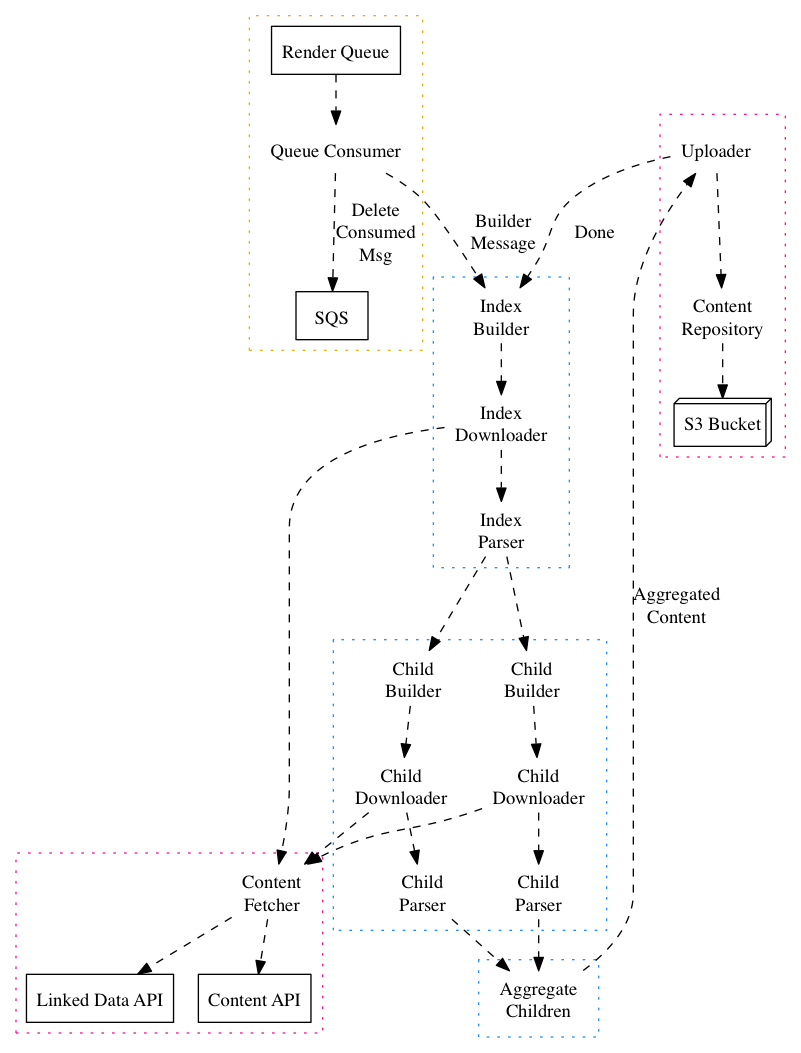 Render Queue
Queue Consumer
Uploader
Delete
Consumed
Msg
Builder
Message
Done
SQS
Index
Builder
Content
Repository
Index
Downloader
S3 Bucket
Index
Parser
Aggregated
Content
Child
Builder
Child
Builder
Child
Downloader
Child
Downloader
Content
Fetcher
Child
Parser
Child
Parser
Linked Data API
Content API
Aggregate
Children